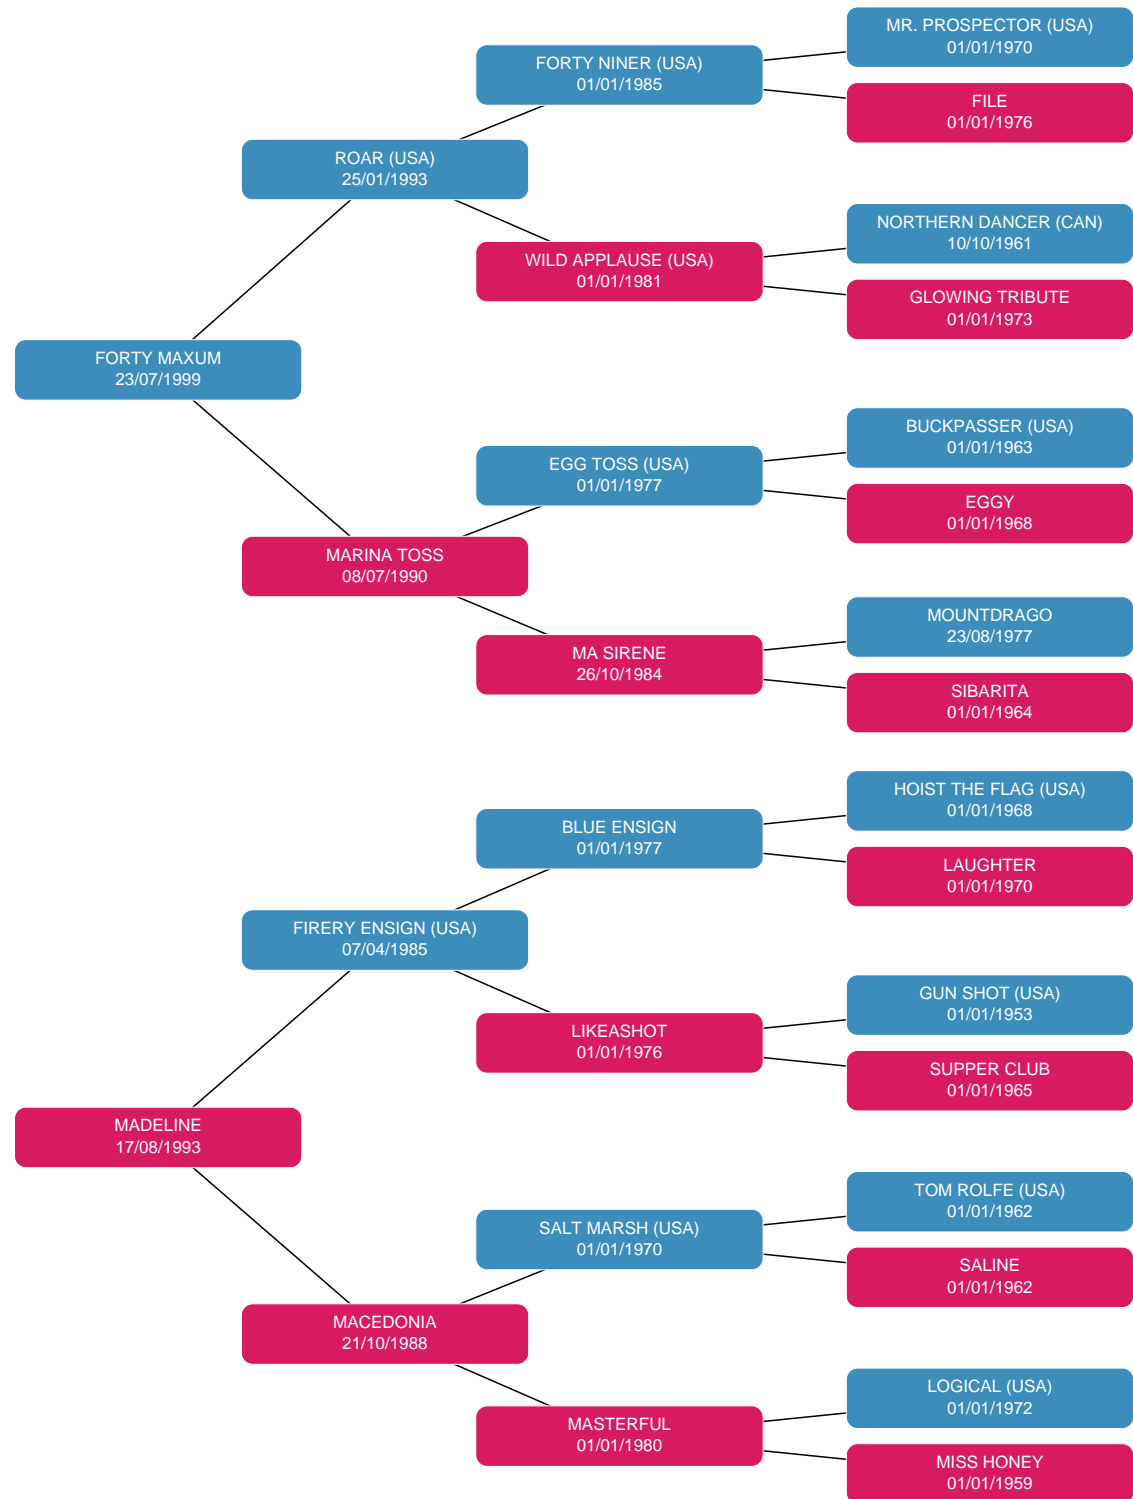 MR. PROSPECTOR (USA)
01/01/1970
FORTY NINER (USA)
01/01/1985
FILE
01/01/1976
ROAR (USA)
25/01/1993
NORTHERN DANCER (CAN)
10/10/1961
WILD APPLAUSE (USA)
01/01/1981
GLOWING TRIBUTE
01/01/1973
FORTY MAXUM
23/07/1999
BUCKPASSER (USA)
01/01/1963
EGG TOSS (USA)
01/01/1977
EGGY
01/01/1968
MARINA TOSS
08/07/1990
MOUNTDRAGO
23/08/1977
MA SIRENE
26/10/1984
SIBARITA
01/01/1964
HOIST THE FLAG (USA)
01/01/1968
BLUE ENSIGN
01/01/1977
LAUGHTER
01/01/1970
FIRERY ENSIGN (USA)
07/04/1985
GUN SHOT (USA)
01/01/1953
LIKEASHOT
01/01/1976
SUPPER CLUB
01/01/1965
MADELINE
17/08/1993
TOM ROLFE (USA)
01/01/1962
SALT MARSH (USA)
01/01/1970
SALINE
01/01/1962
MACEDONIA
21/10/1988
LOGICAL (USA)
01/01/1972
MASTERFUL
01/01/1980
MISS HONEY
01/01/1959